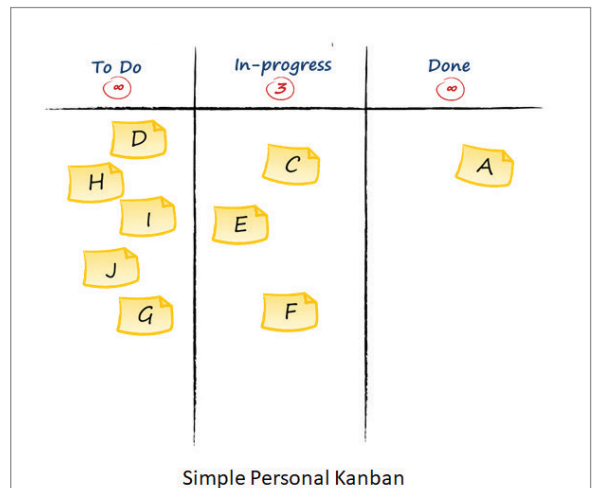 To Do In-progress Done
∞ 3 ∞
D
C
A
H
I
E
J
G
F
Simple Personal Kanban